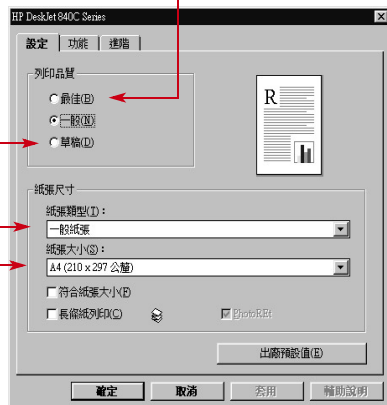 HP DeskJet 840C Series
設定 功能 進階
列印品質
最佳(B)
一般(N)
草稿(D)
R
紙張尺寸
紙張類型(T)：
一般紙張
紙張大小(S)：
A4 (210 x 297 公釐)
符合紙張大小(F)
長條紙列印(C) PhotoREt
出廠預設值(E)
確定 取消 套用 輔助說明